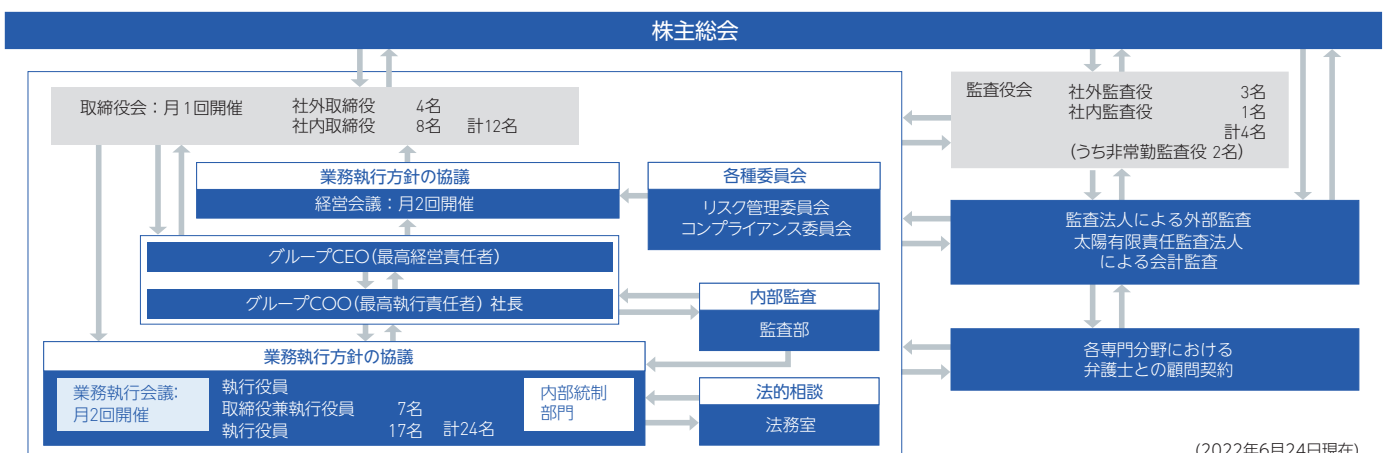 株主総会
取締役会：月1回開催 社外取締役 4名
社内取締役 8名 計12名
監査役会 社外監査役 3名
社内監査役 1名
計4名
(うち非常勤監査役 2名)
業務執行方針の協議
経営会議：月2回開催
各種委員会
リスク管理委員会
コンプライアンス委員会
監査法人による外部監査
太陽有限責任監査法人
による会計監査
グループCEO(最高経営責任者)
グループCOO(最高執行責任者) 社長
内部監査
監査部
業務執行方針の協議
業務執行会議:
月2回開催
執行役員
取締役兼執行役員 7名
執行役員 17名 計24名
内部統制
部門
法的相談
法務室
各専門分野における
弁護士との顧問契約
(2022年6月24日現在)